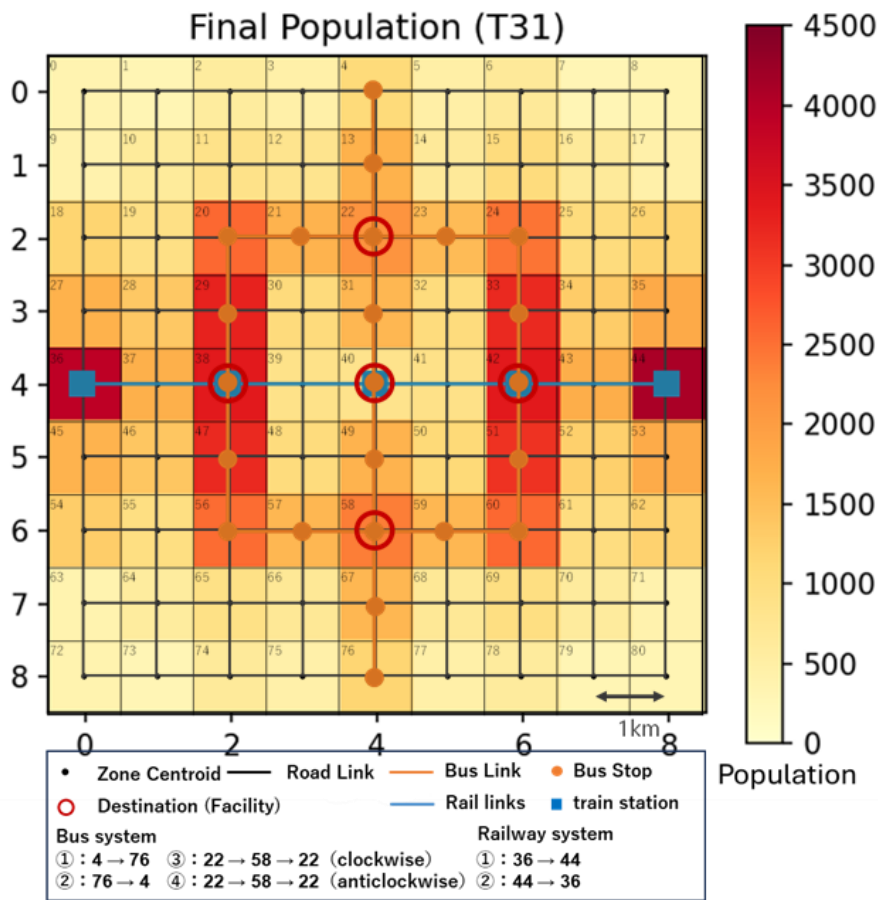 Final Population (T31)
4500
4000
3500
3000
2500
2000
1500
1000
500
0
Population
0 1 2 3 4 5 6 7 8
0
9 10 11 12 13 14 15 16 17
1
18 19 20 21 22 23 24 25 26
2
27 28 29 30 31 32 33 34 35
3
36 37 38 39 40 41 42 43 44
4
45 46 47 48 49 50 51 52 53
5
54 55 56 57 58 59 60 61 62
6
63 64 65 66 67 68 69 70 71
7
72 73 74 75 76 77 78 79 80
8
1km
0 2 4 6 8
Zone Centroid Road Link Bus Link Bus Stop
Destination (Facility) Rail links train station
Bus system Railway system
①：4 → 76 ③：22 → 58 → 22 (clockwise) ①：36 → 44
②：76 → 4 ④：22 → 58 → 22 (anticlockwise) ②：44 → 36